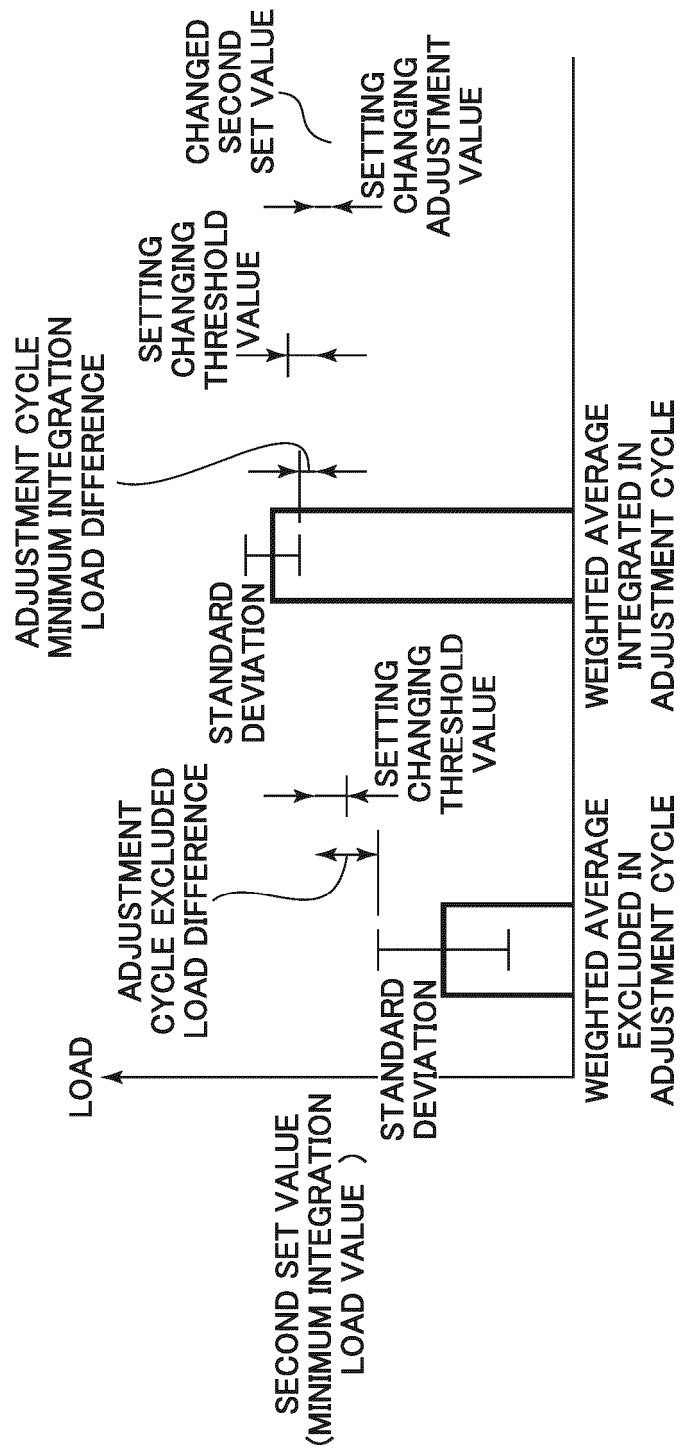 LOAD
SECOND SET VALUE
(MINIMUM INTEGRATION
LOAD VALUE )
STANDARD
DEVIATION
ADJUSTMENT
CYCLE EXCLUDED
LOAD DIFFERENCE
SETTING
CHANGING
THRESHOLD
VALUE
STANDARD
DEVIATION
ADJUSTMENT CYCLE
MINIMUM INTEGRATION
LOAD DIFFERENCE
SETTING
CHANGING
THRESHOLD
VALUE
CHANGED
SECOND
SET VALUE
SETTING
CHANGING
ADJUSTMENT
VALUE
WEIGHTED AVERAGE
EXCLUDED IN
ADJUSTMENT CYCLE
WEIGHTED AVERAGE
INTEGRATED IN
ADJUSTMENT CYCLE